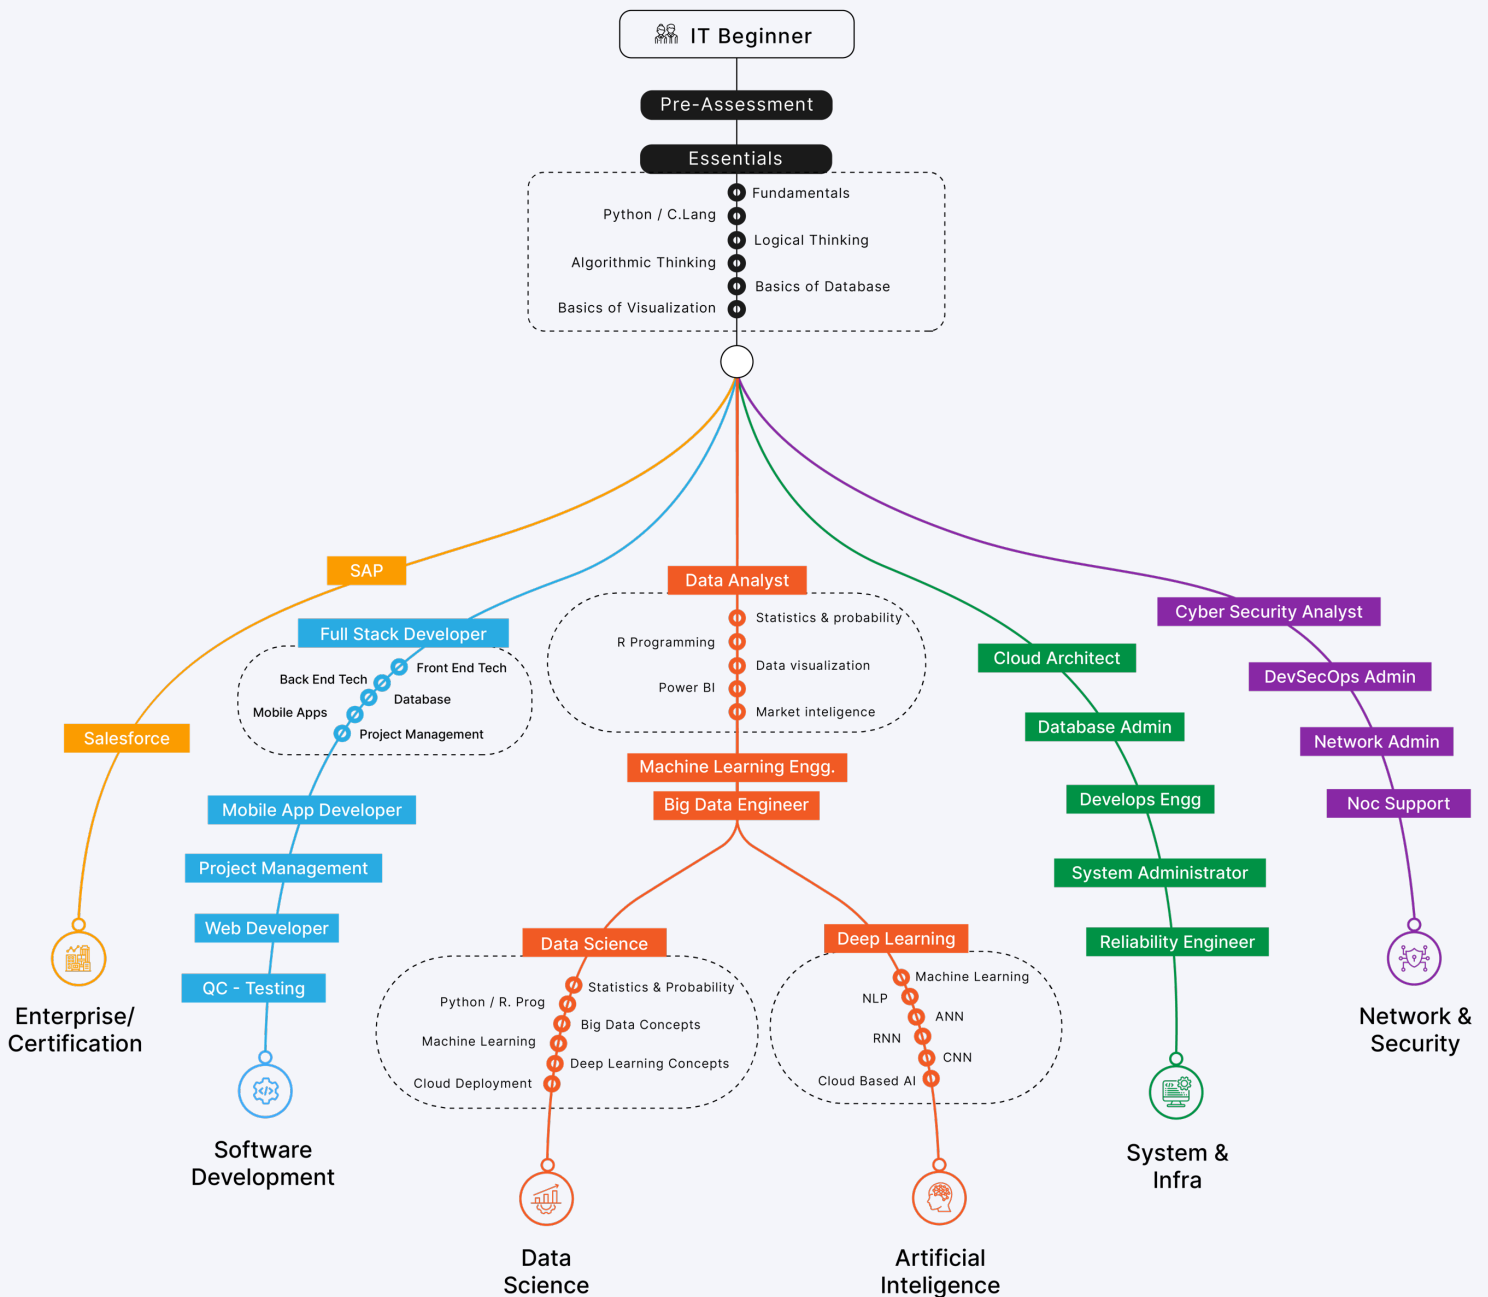 IT Beginner
Pre-Assessment
Essentials
Fundamentals
Python / C.Lang
Logical Thinking
Algorithmic Thinking
Basics of Database
Basics of Visualization
SAP
Salesforce
Enterprise/
Certification
Full Stack Developer
Front End Tech
Back End Tech
Database
Mobile Apps
Project Management
Mobile App Developer
Project Management
Web Developer
QC - Testing
Software
Development
Data Analyst
Statistics & probability
R Programming
Data visualization
Power BI
Market inteligence
Machine Learning Engg.
Big Data Engineer
Data Science
Statistics & Probability
Python / R. Prog
Big Data Concepts
Machine Learning
Deep Learning Concepts
Cloud Deployment
Data
Science
Deep Learning
Machine Learning
NLP
ANN
RNN
CNN
Cloud Based AI
Artificial
Inteligence
Cloud Architect
Database Admin
Develops Engg
System Administrator
Reliability Engineer
System &
Infra
Cyber Security Analyst
DevSecOps Admin
Network Admin
Noc Support
Network &
Security